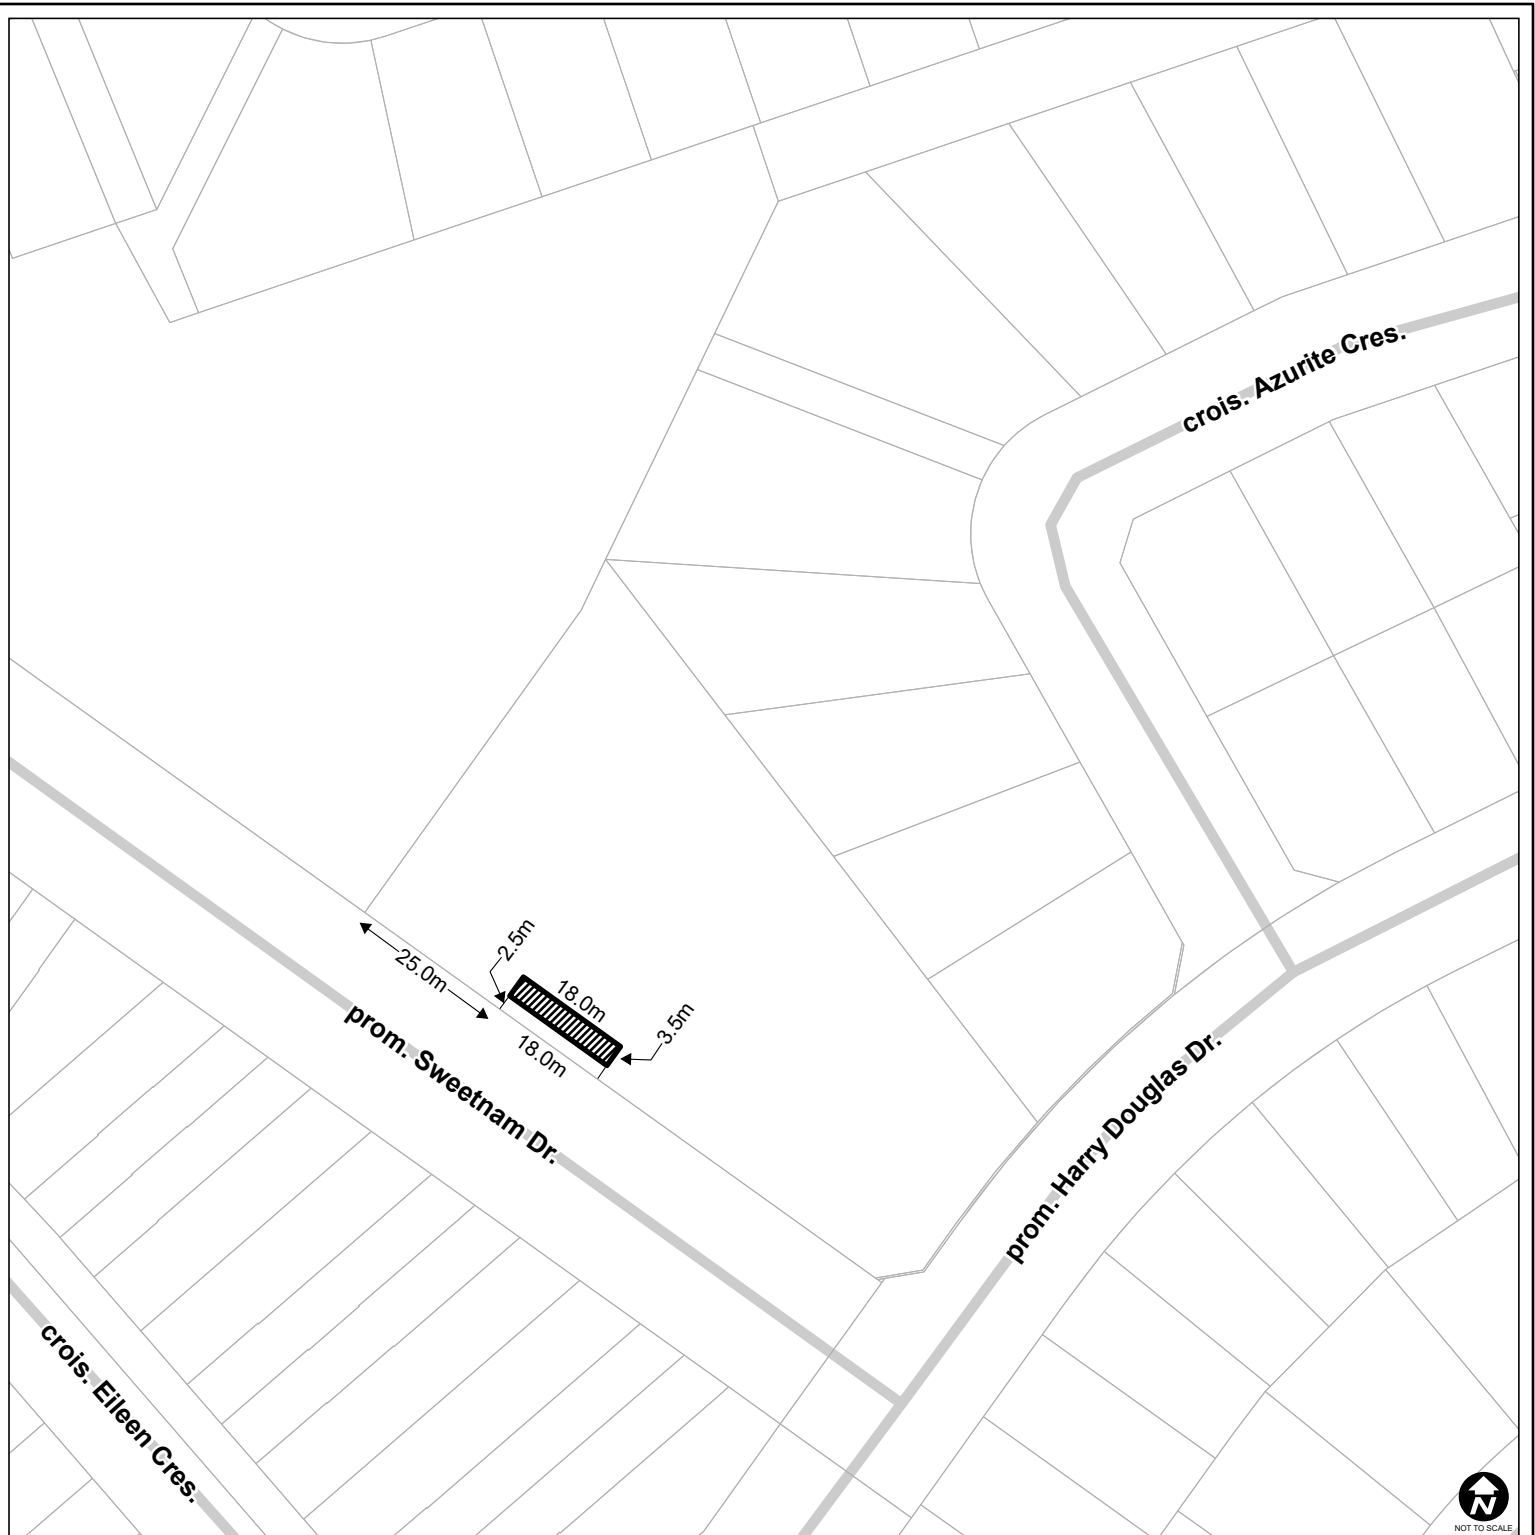 crois. Azurite Cres.
2.5m
25.0m
18.0m
3.5m
18.0m
prom. Sweetnam Dr.
prom. Harry Douglas Dr.
crois. Eileen Cres.
N
NOT TO SCALE